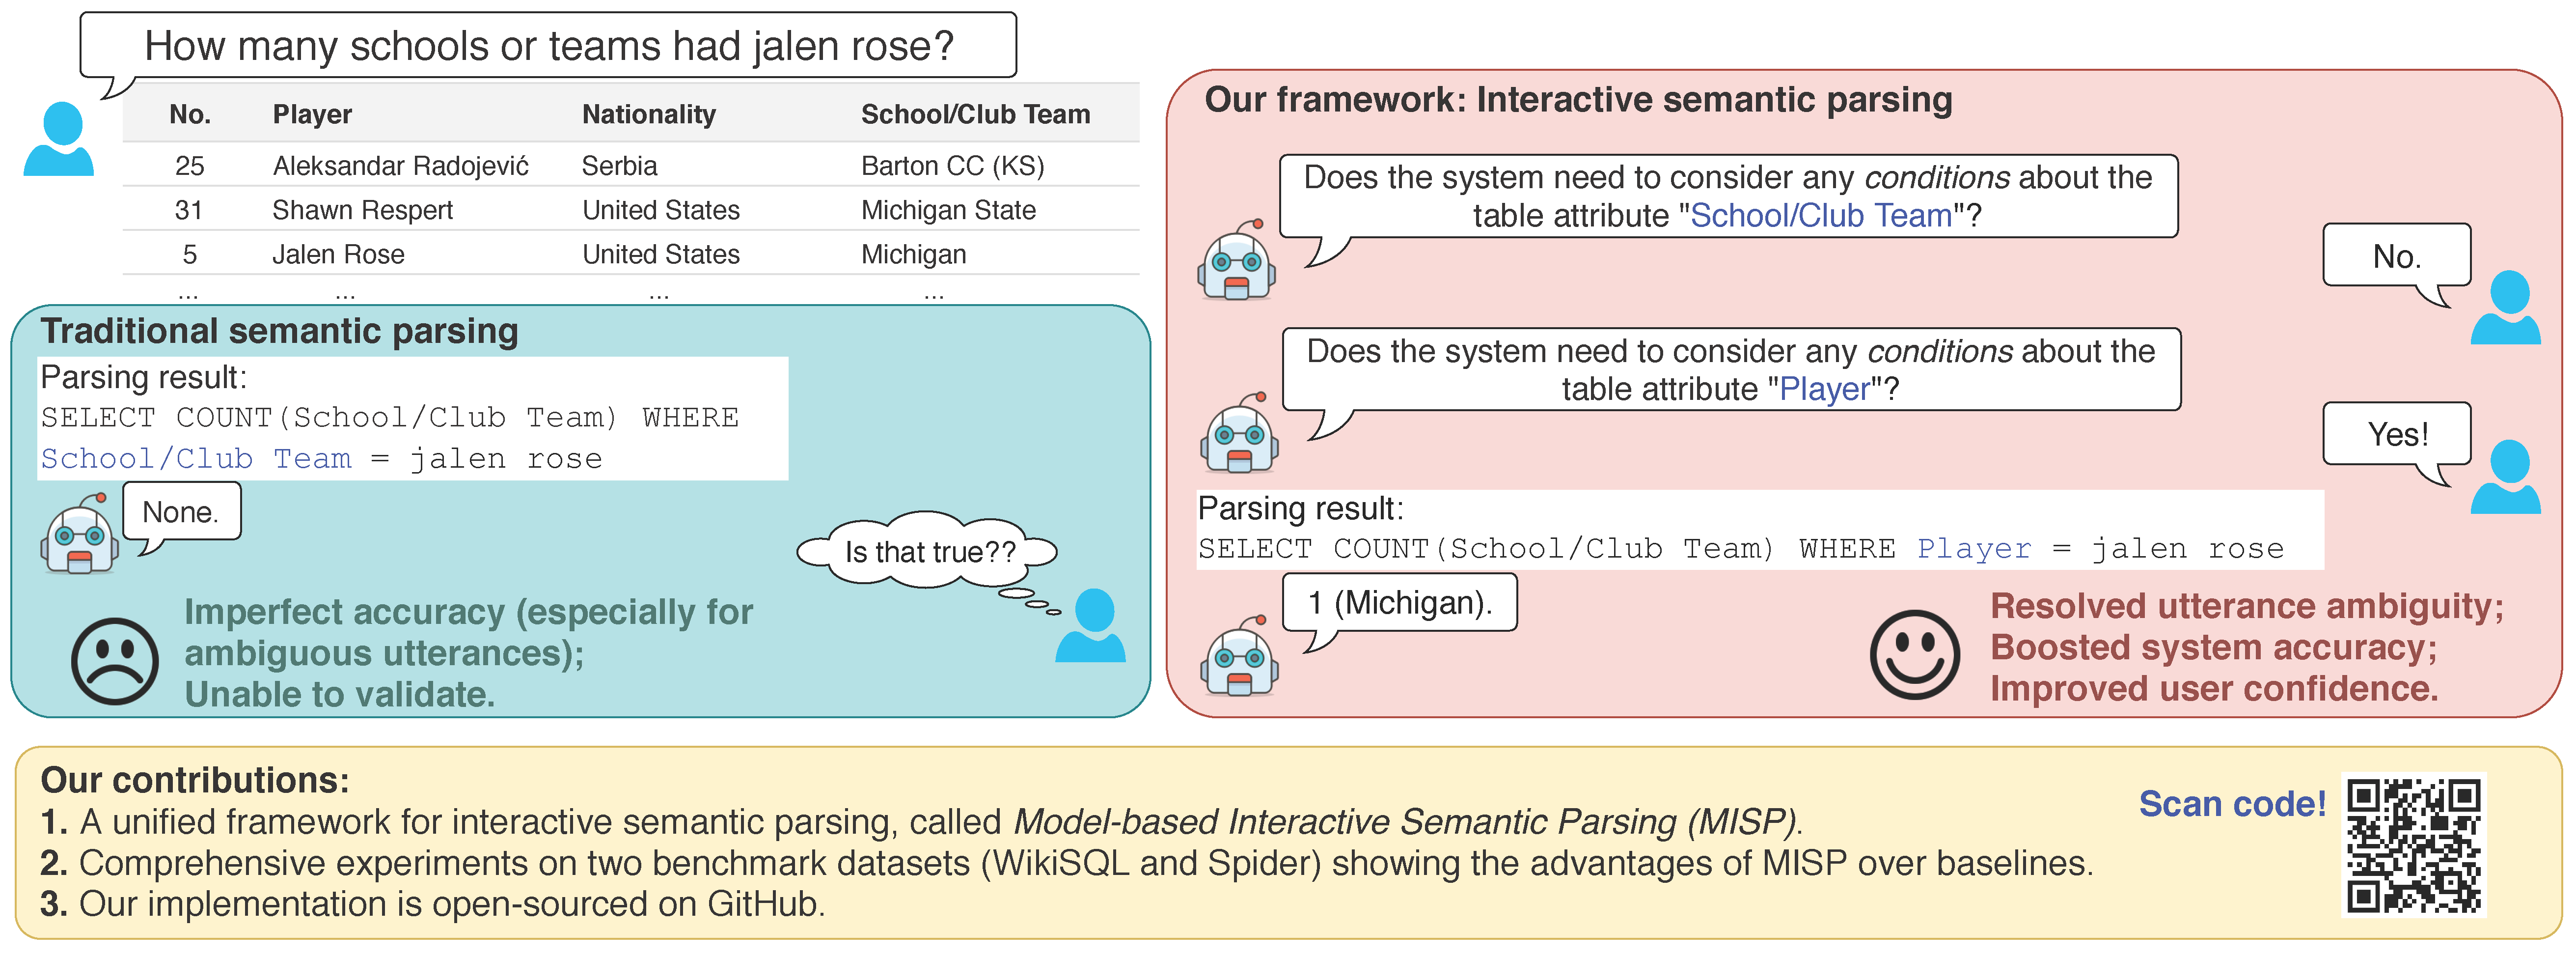 How many schools or teams had jalen rose?
No. Player Nationality School/Club Team
25 Aleksandar Radojević Serbia Barton CC (KS)
31 Shawn Respert United States Michigan State
5 Jalen Rose United States Michigan
... ... ... ...
Traditional semantic parsing
Parsing result:
SELECT COUNT(School/Club Team) WHERE
School/Club Team = jalen rose
None.
Is that true??
Imperfect accuracy (especially for
ambiguous utterances);
Unable to validate.
Our framework: Interactive semantic parsing
Does the system need to consider any conditions about the
table attribute "School/Club Team"?
No.
Does the system need to consider any conditions about the
table attribute "Player"?
Yes!
Parsing result:
SELECT COUNT(School/Club Team) WHERE Player = jalen rose
1 (Michigan).
Resolved utterance ambiguity;
Boosted system accuracy;
Improved user confidence.
Our contributions:
1. A unified framework for interactive semantic parsing, called Model-based Interactive Semantic Parsing (MISP).
2. Comprehensive experiments on two benchmark datasets (WikiSQL and Spider) showing the advantages of MISP over baselines.
3. Our implementation is open-sourced on GitHub.
Scan code!